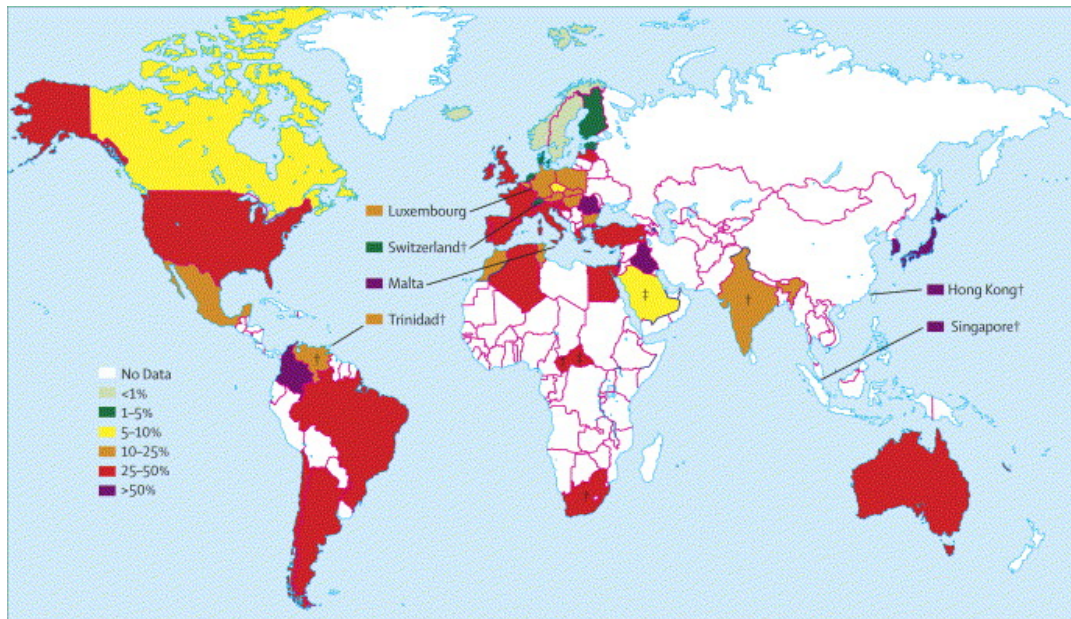 Luxembourg
Switzerland†
Malta
Trinidad†
Hong Kong†
Singapore†
†
‡
†
†
‡
†
No Data
<1%
1–5%
5–10%
10–25%
25–50%
>50%